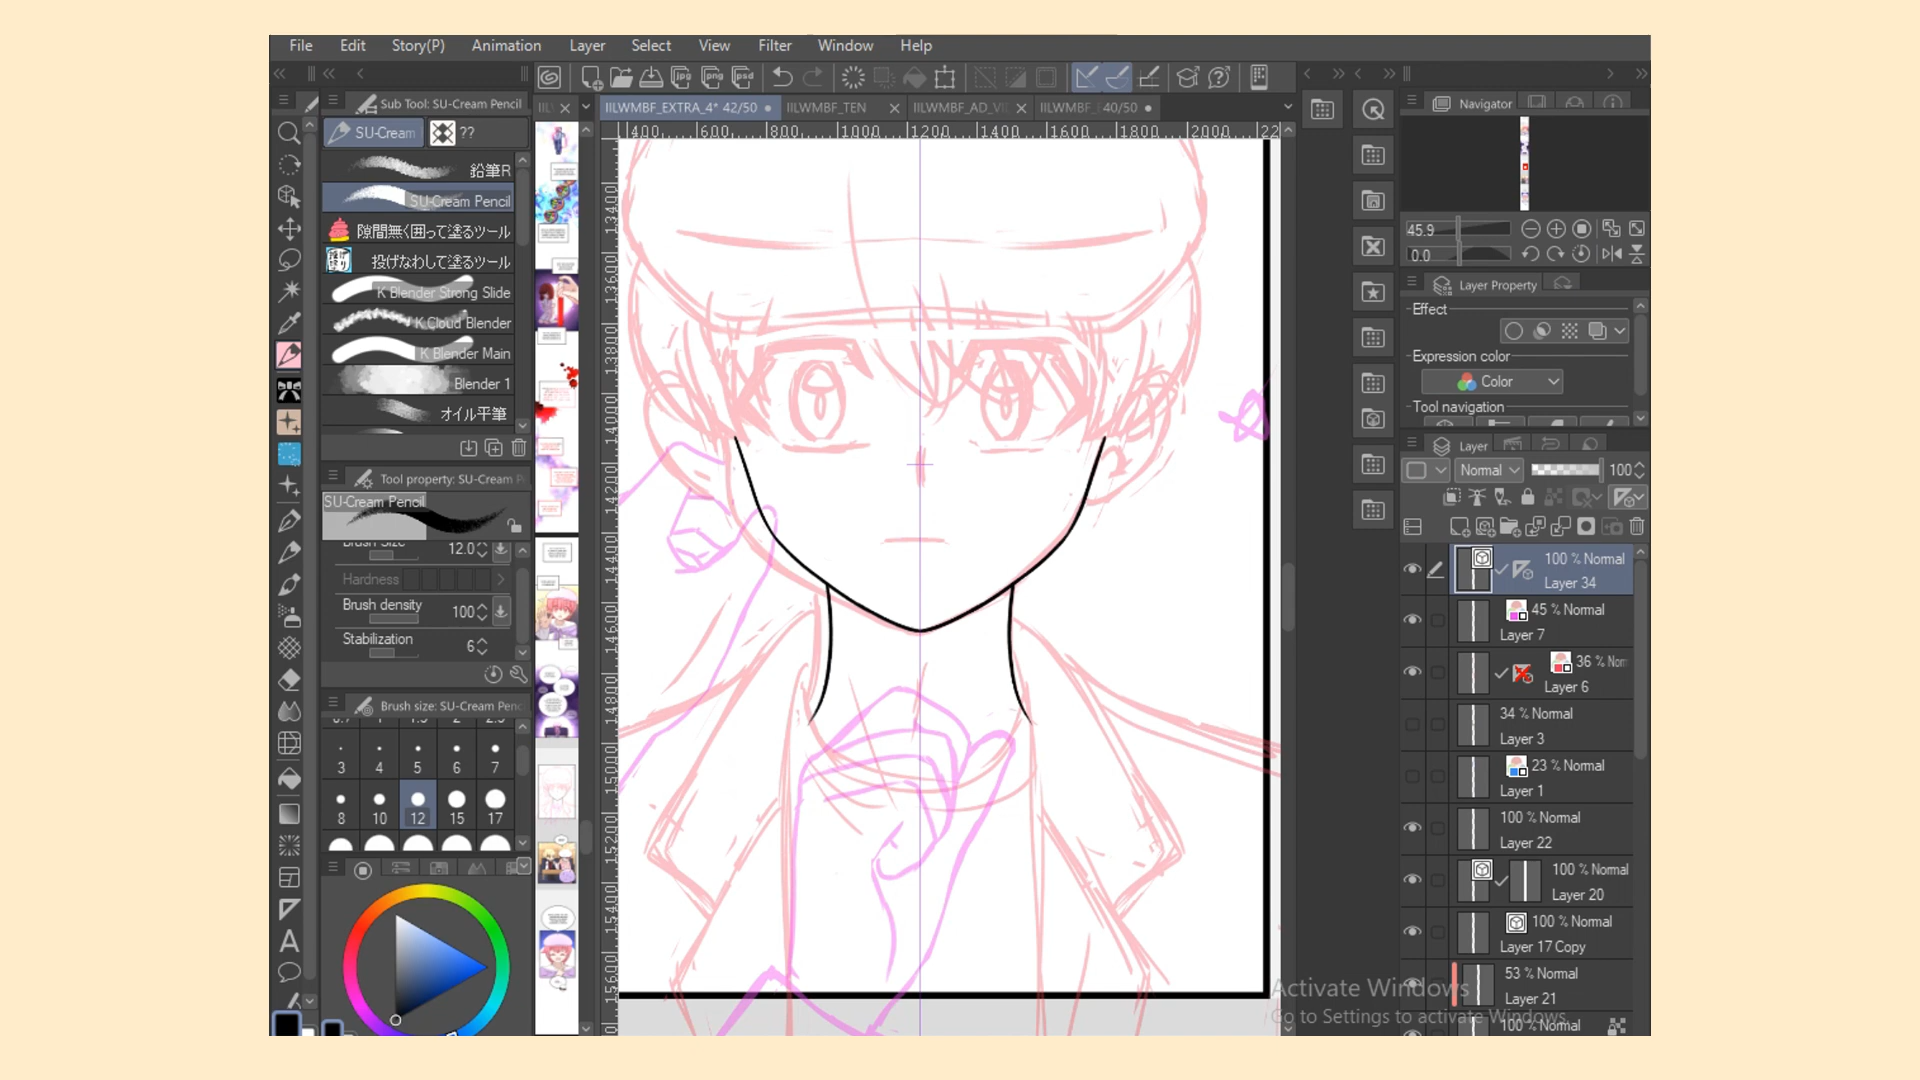 File Edit Story(P) Animation Layer Select View Filter Window Help
Sub Tool: SU-Cream Pencil
SU-Cream ??
鉛筆R
SU-Cream Pencil
隙間無く囲って塗るツール
投げなわして塗るツール
K Blender Strong Slide
K Cloud Blender
K Blender Main
Blender 1
オイル平筆
Tool property: SU-Cream P
SU-Cream Pencil
Brush Size 12.0
Hardness
Brush density 100
Stabilization 6
Brush size: SU-Cream Penc
3 4 5 6 7
8 10 12 15 17
IILWMBF_EXTRA_4* 42/50 IILWMBF_TEN IILWMBF_AD_VI IILWMBF_ 40/50
400 600 800 1000 1200 1400 1600 1800 2000 22
13400
13600
13800
14000
14200
14400
14600
14800
15000
15200
15400
15600
Navigator
45.9
0.0
Layer Property
Effect
Expression color
Color
Tool navigation
Layer
Normal 100
100 % Normal
Layer 34
45 % Normal
Layer 7
36 % Nor
Layer 6
34 % Normal
Layer 3
23 % Normal
Layer 1
100 % Normal
Layer 22
100 % Normal
Layer 20
100 % Normal
Layer 17 Copy
53 % Normal
Layer 21
100 % Normal
Activate Windows
Go to Settings to activate Windows.